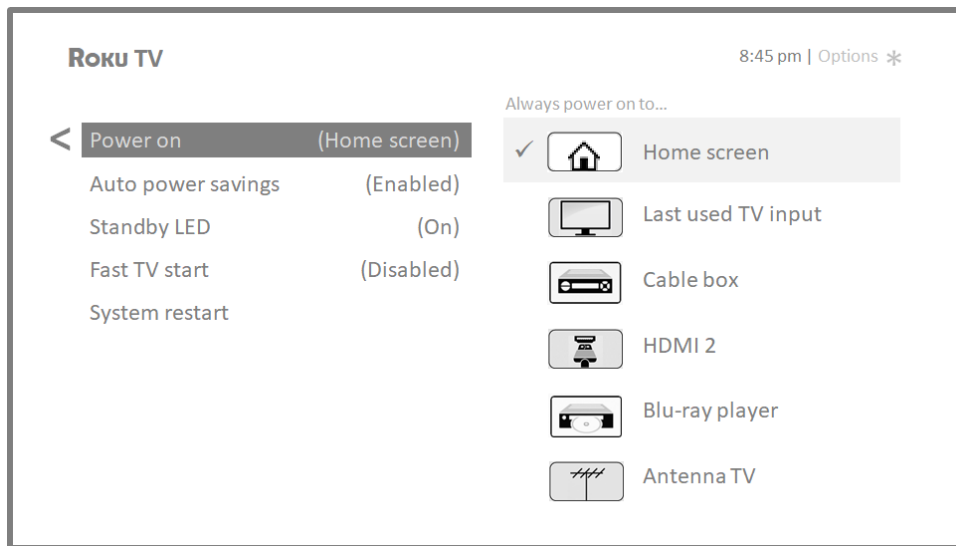 Roku TV
8:45 pm | Options *
Always power on to...
< Power on (Home screen)
Auto power savings (Enabled)
Standby LED (On)
Fast TV start (Disabled)
System restart
✓ Home screen
Last used TV input
Cable box
HDMI 2
Blu-ray player
Antenna TV